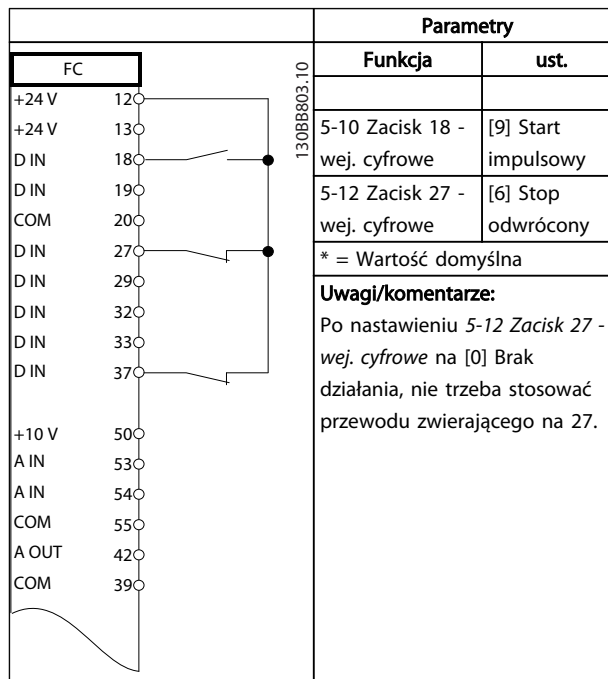 Parametry
Funkcja ust.
FC
130BB803.10
+24 V 12
+24 V 13
D IN 18
D IN 19
COM 20
D IN 27
D IN 29
D IN 32
D IN 33
D IN 37
+10 V 50
A IN 53
A IN 54
COM 55
A OUT 42
COM 39
5-10 Zacisk 18 - [9] Start
wej. cyfrowe impulsowy
5-12 Zacisk 27 - [6] Stop
wej. cyfrowe odwrócony
* = Wartość domyślna
Uwagi/komentarze:
Po nastawieniu 5-12 Zacisk 27 -
wej. cyfrowe na [0] Brak
działania, nie trzeba stosować
przewodu zwierającego na 27.